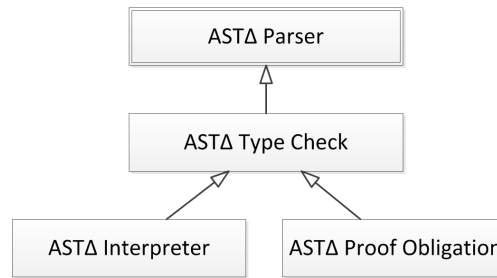 ASTΔ Parser
ASTΔ Type Check
ASTΔ Interpreter
ASTΔ Proof Obligation